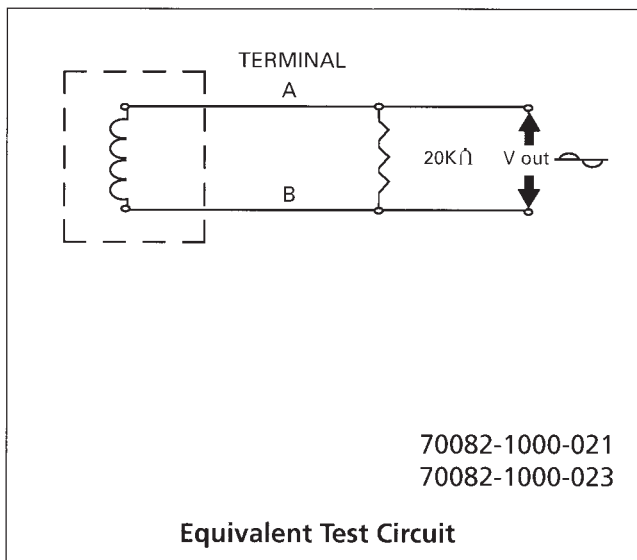 TERMINAL
A
20KΩ V out
B
70082-1000-021
70082-1000-023
Equivalent Test Circuit